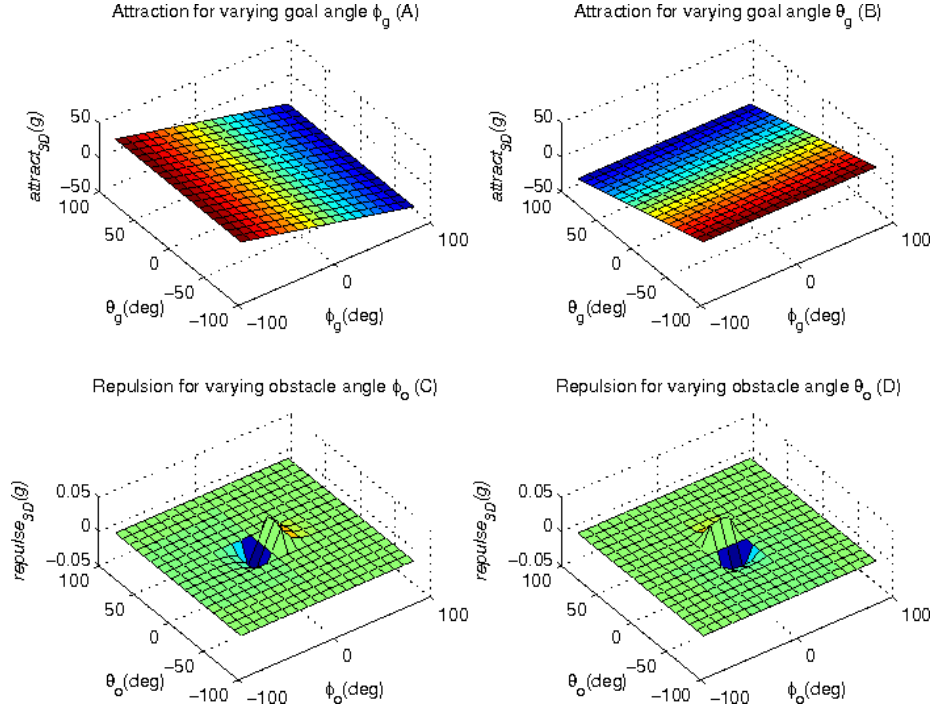 Attraction for varying goal angle ϕg (A)
Attraction for varying goal angle θg (B)
50
0
−50
100
50
0
−50
−100
−100
0
100
attract3D(g)
θg(deg)
ϕg(deg)
50
0
−50
100
50
0
−50
−100
−100
0
100
attract3D(g)
θg(deg)
ϕg(deg)
Repulsion for varying obstacle angle ϕo (C)
Repulsion for varying obstacle angle θo (D)
0.05
0
−0.05
100
50
0
−50
−100
−100
0
100
repulse3D(g)
θo(deg)
ϕo(deg)
0.05
0
−0.05
100
50
0
−50
−100
−100
0
100
repulse3D(g)
θo(deg)
ϕo(deg)